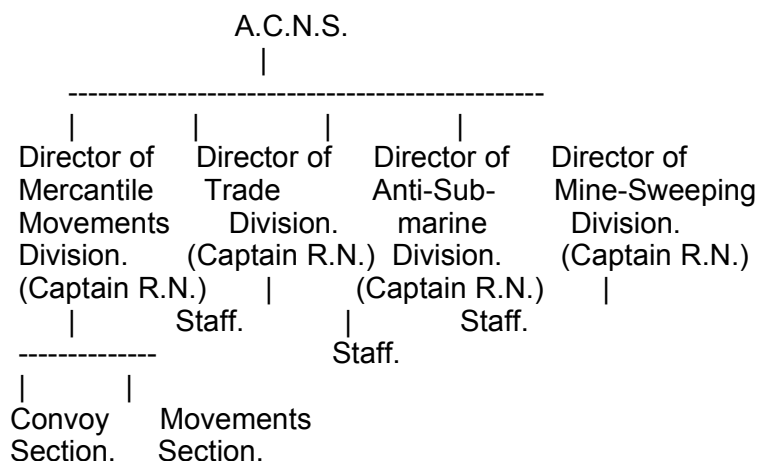 A.C.N.S.
|
------------------------------------------------
| | | |
Director of Director of Director of Director of
Mercantile Trade Anti-Sub- Mine-Sweeping
Movements Division. marine Division.
Division. (Captain R.N.) Division. (Captain R.N.)
(Captain R.N.) | (Captain R.N.) |
| Staff. | Staff.
-------------- Staff.
| |
Convoy Movements
Section. Section.